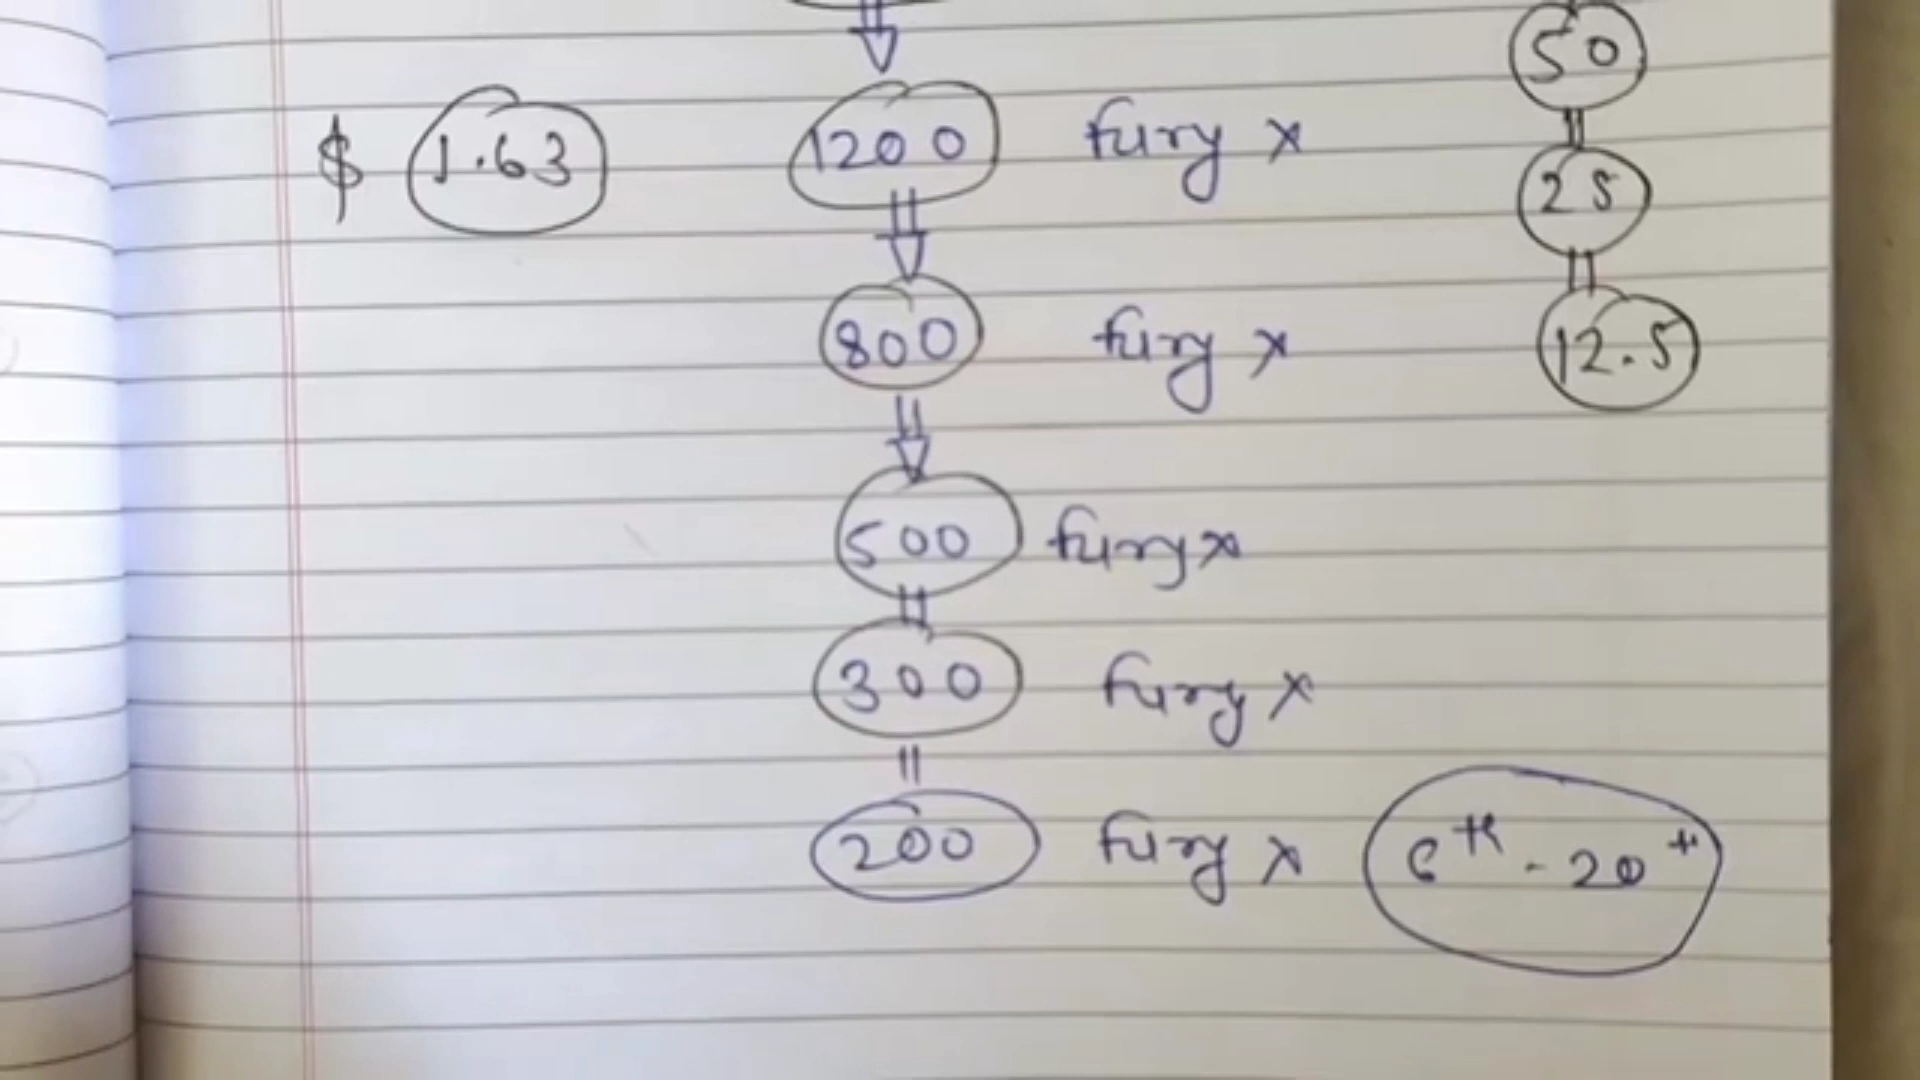 50
$ 1.63 1200 fury x
25
800 fury x
12.5
500 fury x
300 fury x
200 fury x 6th - 20th